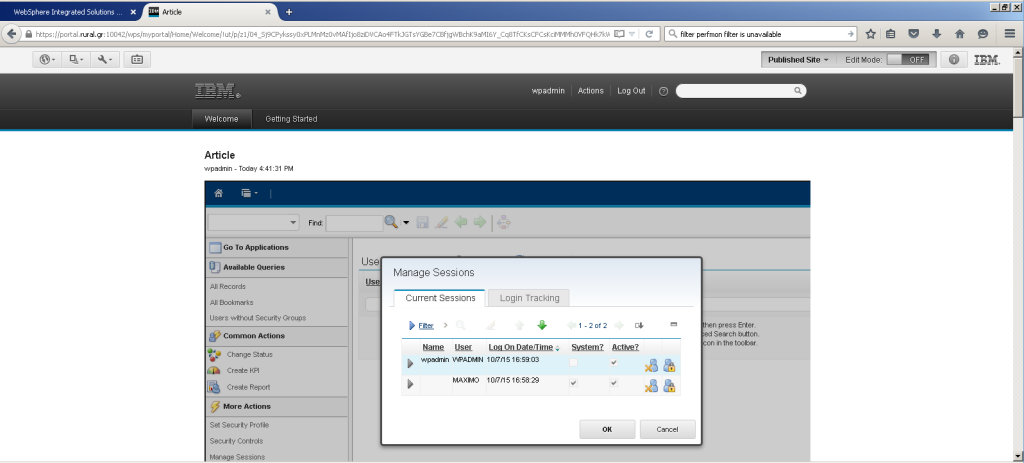 WebSphere Integrated Solutions ...
Article
https://portal.rural.gr:10042/wps/myportal/Home/Welcome/!ut/p/z1/
filter perfmon filter is unavailable
Published Site
Edit Mode:
OFF
IBM.
IBM
wpadmin
Actions
Log Out
Welcome
Getting Started
Article
wpadmin - Today 4:41:31 PM
Find:
Go To Applications
Available Queries
All Records
All Bookmarks
Users without Security Groups
Common Actions
Change Status
Create KPI
Create Report
More Actions
Set Security Profile
Security Controls
Manage Sessions
then press Enter.
ced Search button.
con in the toolbar.
Manage Sessions
Current Sessions
Login Tracking
Filter
1 - 2 of 2
Name User Log On Date/Time System? Active?
wpadmin WPADMIN 10/7/15 16:59:03
MAXIMO 10/7/15 16:58:29
OK
Cancel